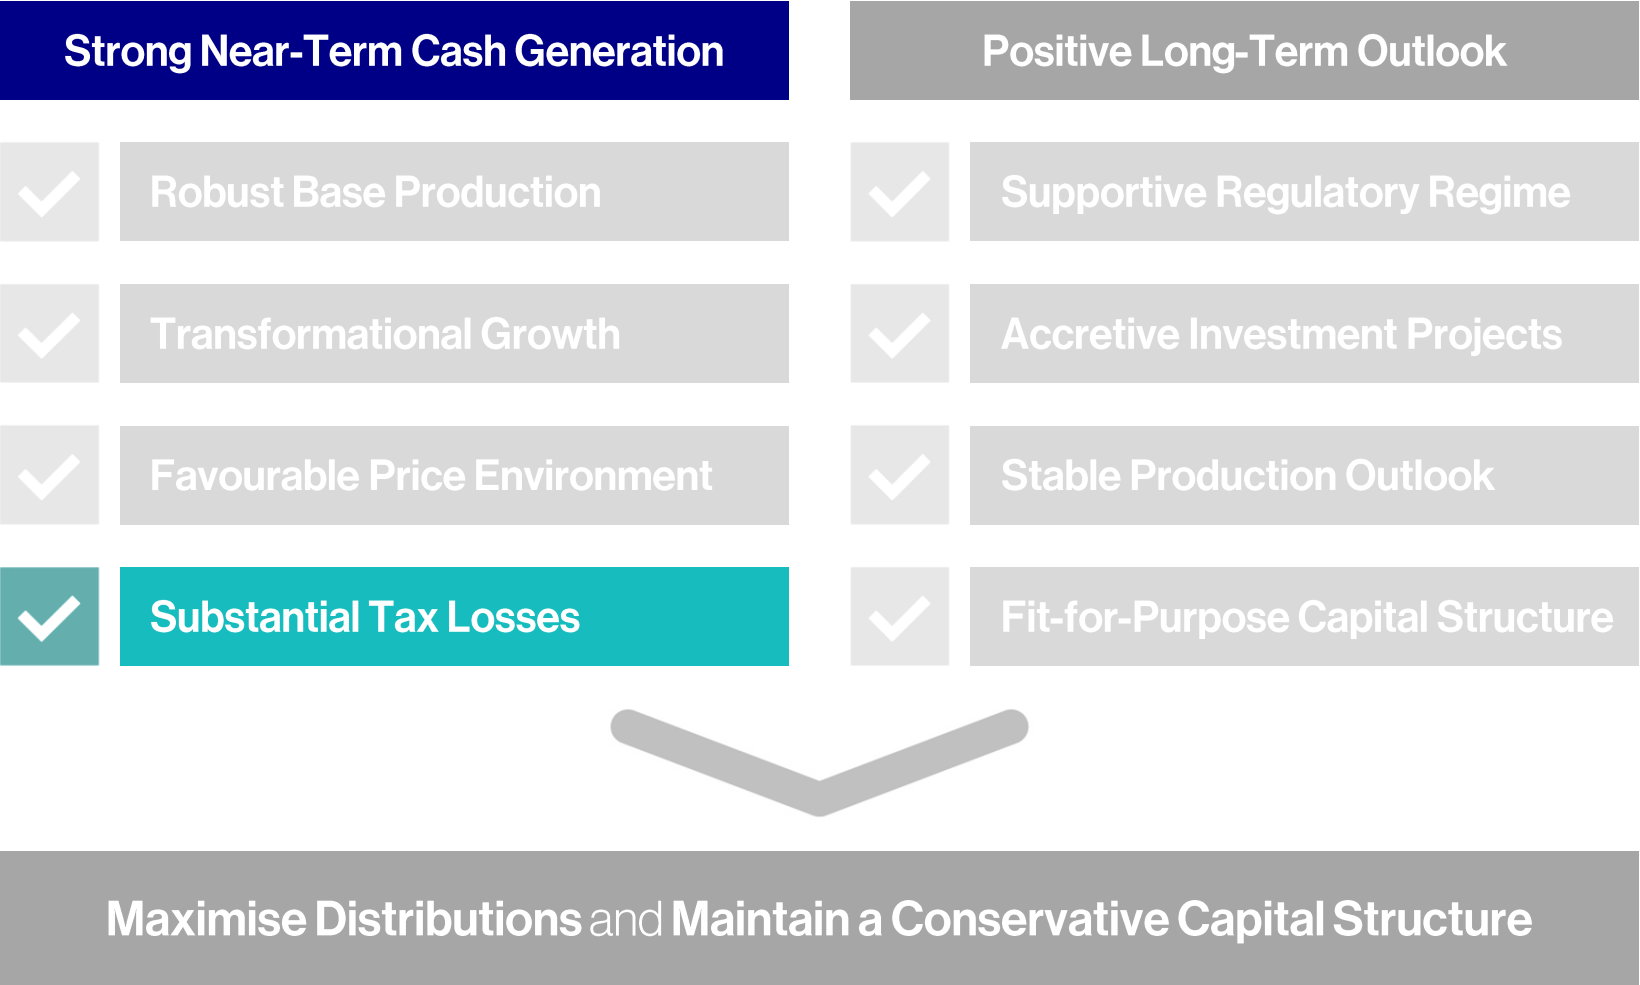 Strong Near-Term Cash Generation
Robust Base Production
Transformational Growth
Favourable Price Environment
Substantial Tax Losses
Positive Long-Term Outlook
Supportive Regulatory Regime
Accretive Investment Projects
Stable Production Outlook
Fit-for-Purpose Capital Structure
Maximise Distributions and Maintain a Conservative Capital Structure